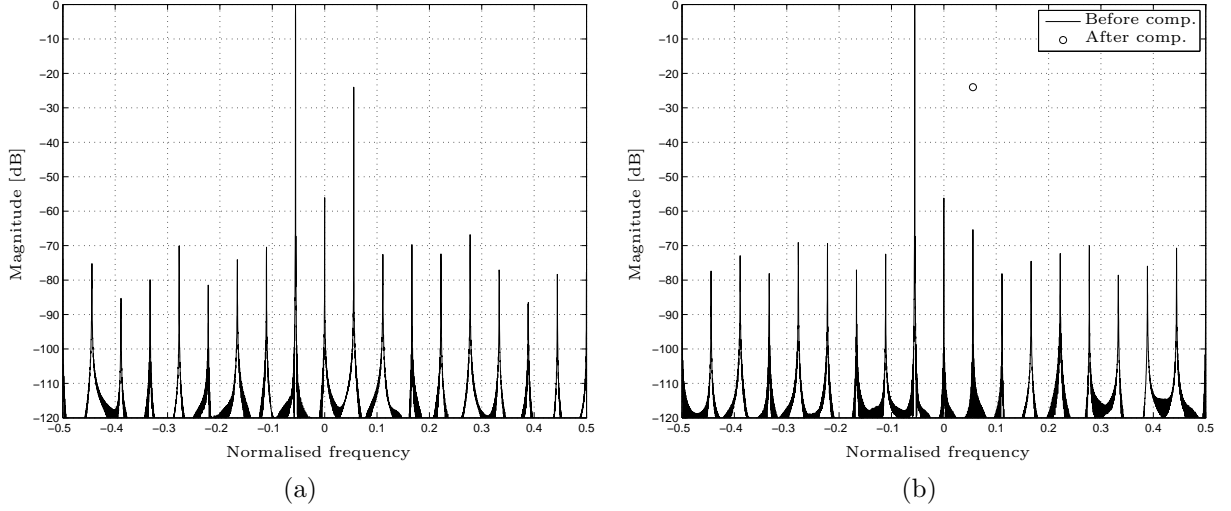 0
−10
−20
−30
−40
−50
−60
−70
−80
−90
−100
−110
−120
Magnitude [dB]
−0.5 −0.4 −0.3 −0.2 −0.1 0 0.1 0.2 0.3 0.4 0.5
Normalised frequency
(a)
0
−10
−20
−30
−40
−50
−60
−70
−80
−90
−100
−110
−120
Magnitude [dB]
Before comp.
After comp.
−0.5 −0.4 −0.3 −0.2 −0.1 0 0.1 0.2 0.3 0.4 0.5
Normalised frequency
(b)